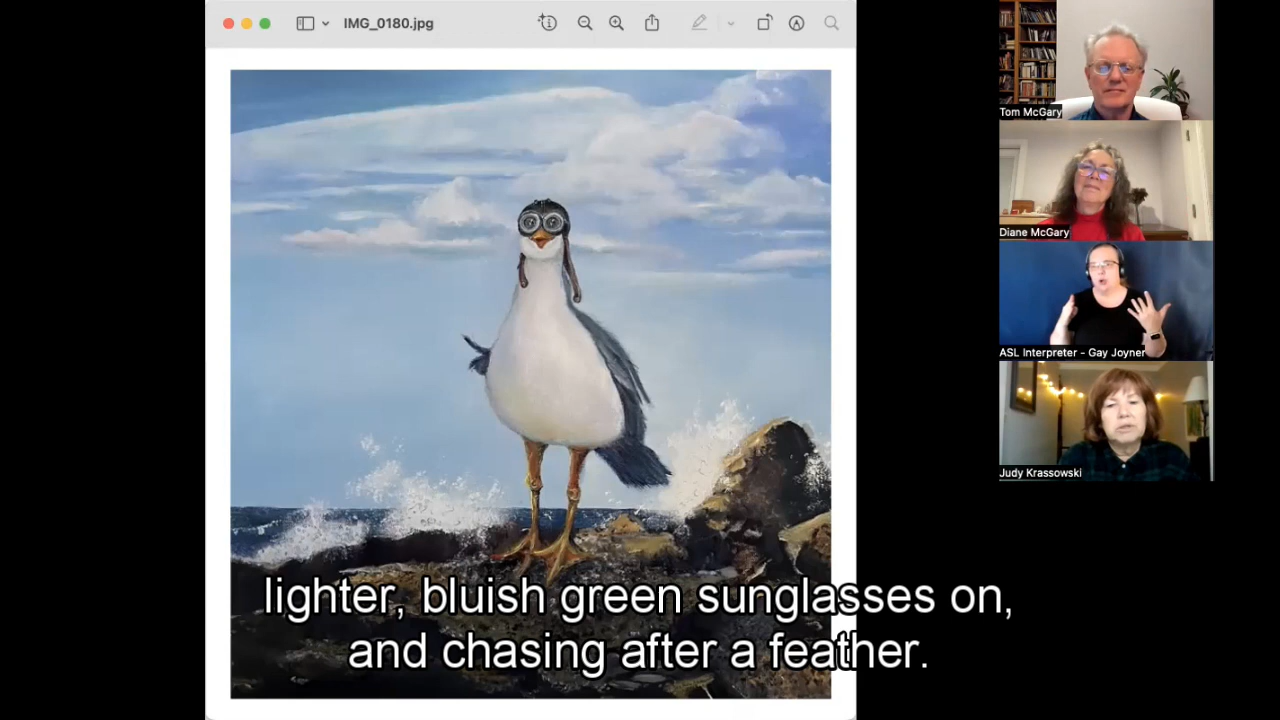 IMG_0180.jpg
Tom McGary
Diane McGary
ASL Interpreter - Gay Joyner
Judy Krassowski
lighter, bluish green sunglasses on,
and chasing after a feather.